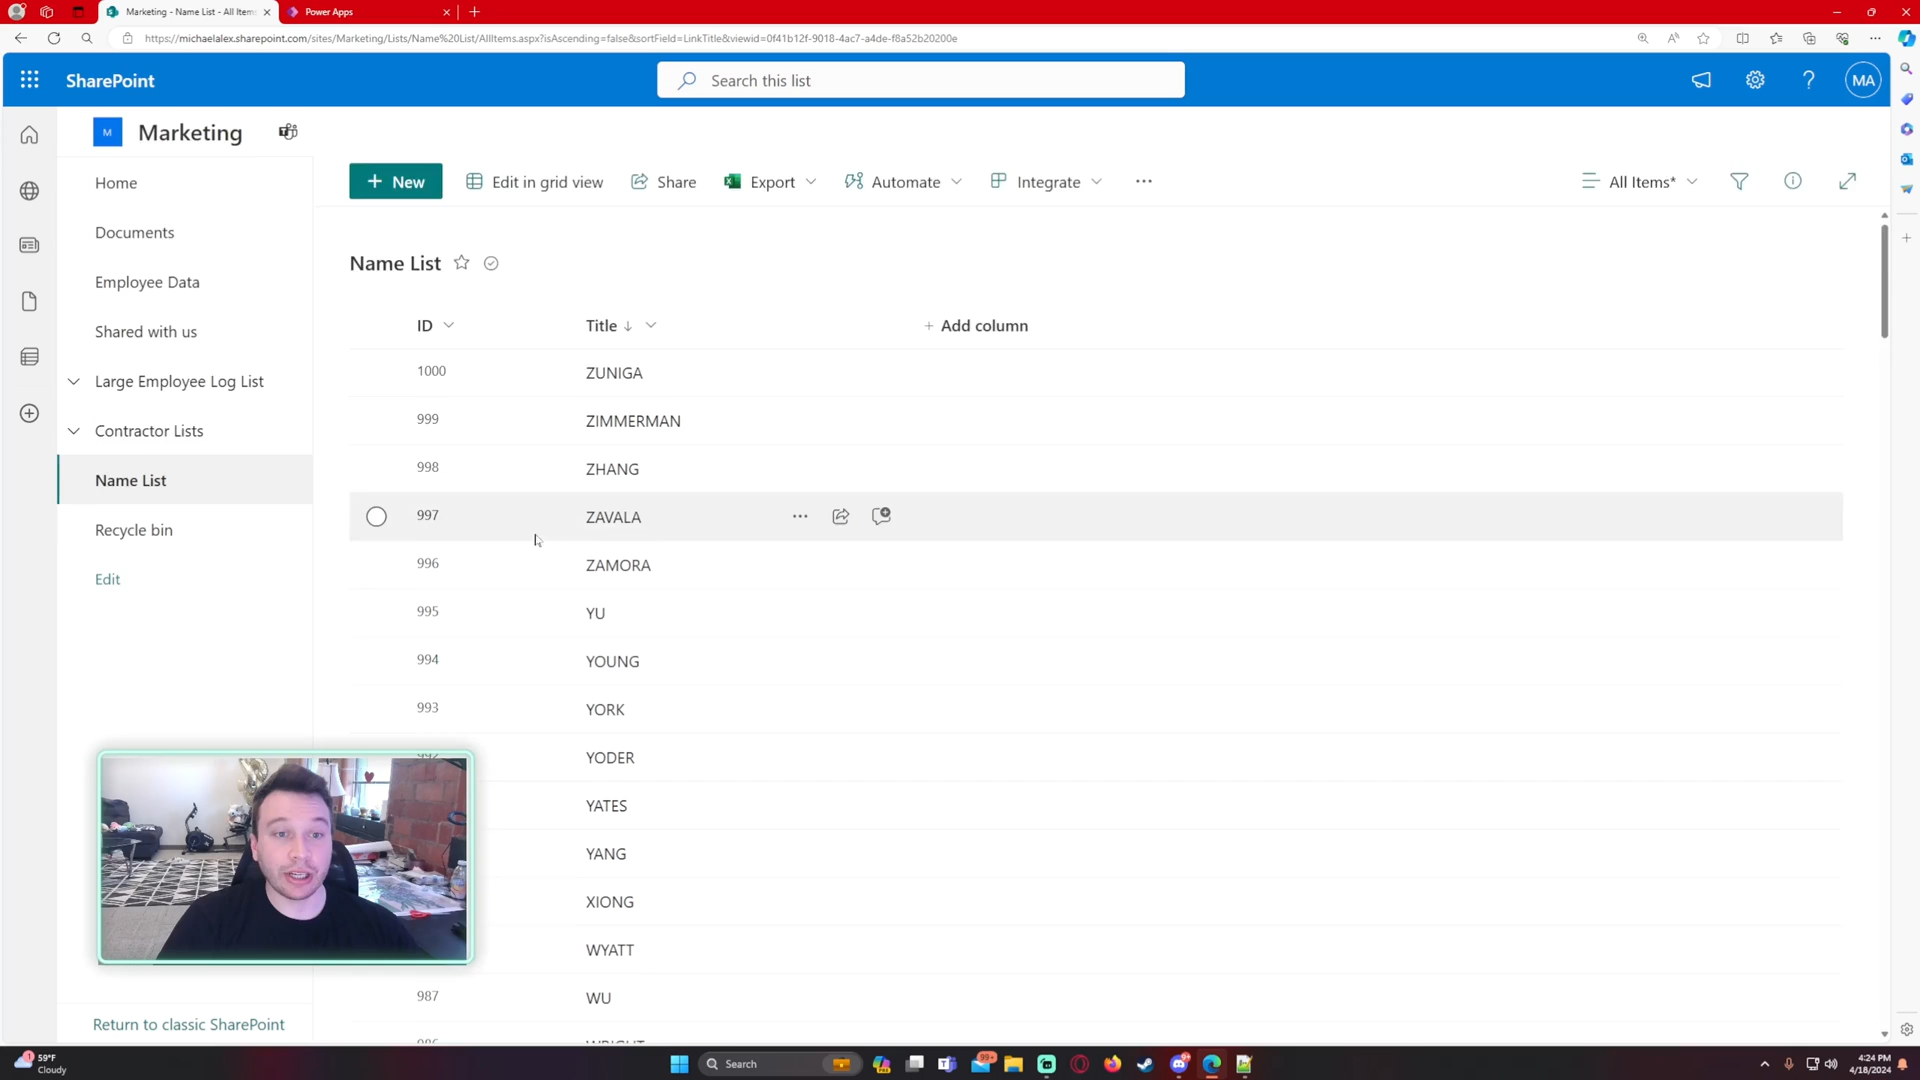 Marketing - Name List - All Items
Power Apps
https://michaelalex.sharepoint.com/sites/Marketing/Lists/Name%20List/AllItems.aspx?isAscending=false&sortField=LinkTitle&viewid=0f41b12f-9018-4ac7-a4de-f8a52b20200e
SharePoint
Search this list
MA
M
Marketing
Home
Documents
Employee Data
Shared with us
Large Employee Log List
Contractor Lists
Name List
Recycle bin
Edit
Return to classic SharePoint
New
Edit in grid view
Share
Export
Automate
Integrate
All Items*
Name List
ID
Title
Add column
1000 ZUNIGA
999 ZIMMERMAN
998 ZHANG
997 ZAVALA
996 ZAMORA
995 YU
994 YOUNG
993 YORK
992 YODER
YATES
YANG
XIONG
WYATT
987 WU
986 WRIGHT
59°F
Cloudy
Search
99+
4:24 PM
4/18/2024